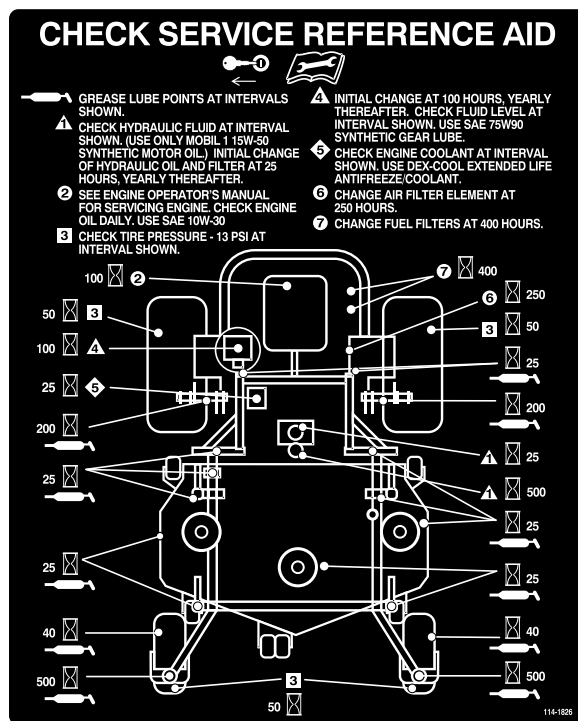 CHECK SERVICE REFERENCE AID
GREASE LUBE POINTS AT INTERVALS
SHOWN.
1 CHECK HYDRAULIC FLUID AT INTERVAL
SHOWN. (USE ONLY MOBIL 1 15W-50
SYNTHETIC MOTOR OIL.) INITIAL CHANGE
OF HYDRAULIC OIL AND FILTER AT 25
HOURS, YEARLY THEREAFTER.
2 SEE ENGINE OPERATOR'S MANUAL
FOR SERVICING ENGINE. CHECK ENGINE
OIL DAILY. USE SAE 10W-30
3 CHECK TIRE PRESSURE - 13 PSI AT
INTERVAL SHOWN.
4 INITIAL CHANGE AT 100 HOURS, YEARLY
THEREAFTER. CHECK FLUID LEVEL AT
INTERVAL SHOWN. USE SAE 75W90
SYNTHETIC GEAR LUBE.
5 CHECK ENGINE COOLANT AT INTERVAL
SHOWN. USE DEX-COOL EXTENDED LIFE
ANTIFREEZE/COOLANT.
6 CHANGE AIR FILTER ELEMENT AT
250 HOURS.
7 CHANGE FUEL FILTERS AT 400 HOURS.
100 2
7 400
6 250
50 3
3 50
100 4
25
25 5
200
200
1 25
25
1 500
25
25
25
40
40
500
500
3
50
114-1826